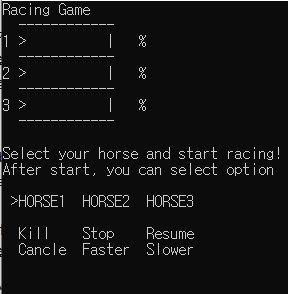 Racing Game
------------
1 >          |   %
------------
2 >          |   %
------------
3 >          |   %
------------
Select your horse and start racing!
After start, you can select option
>HORSE1  HORSE2  HORSE3
Kill    Stop    Resume
Cancle  Faster  Slower